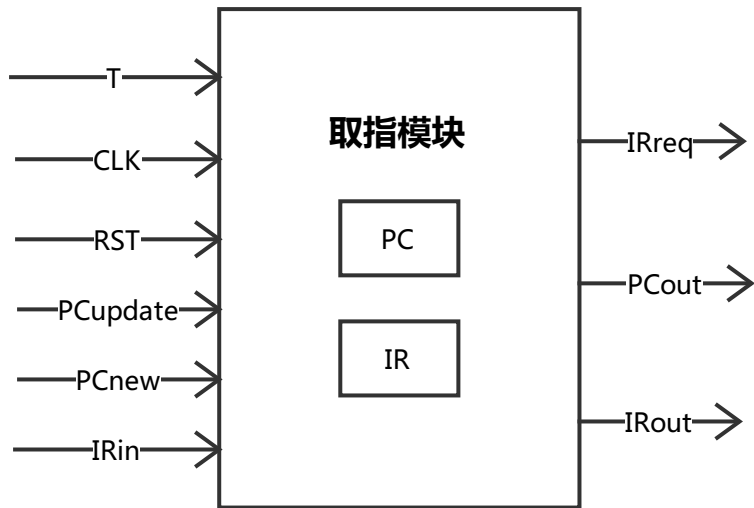 T
CLK
RST
PCupdate
PCnew
IRin
取指模块
PC
IR
IRreq
PCout
IRout